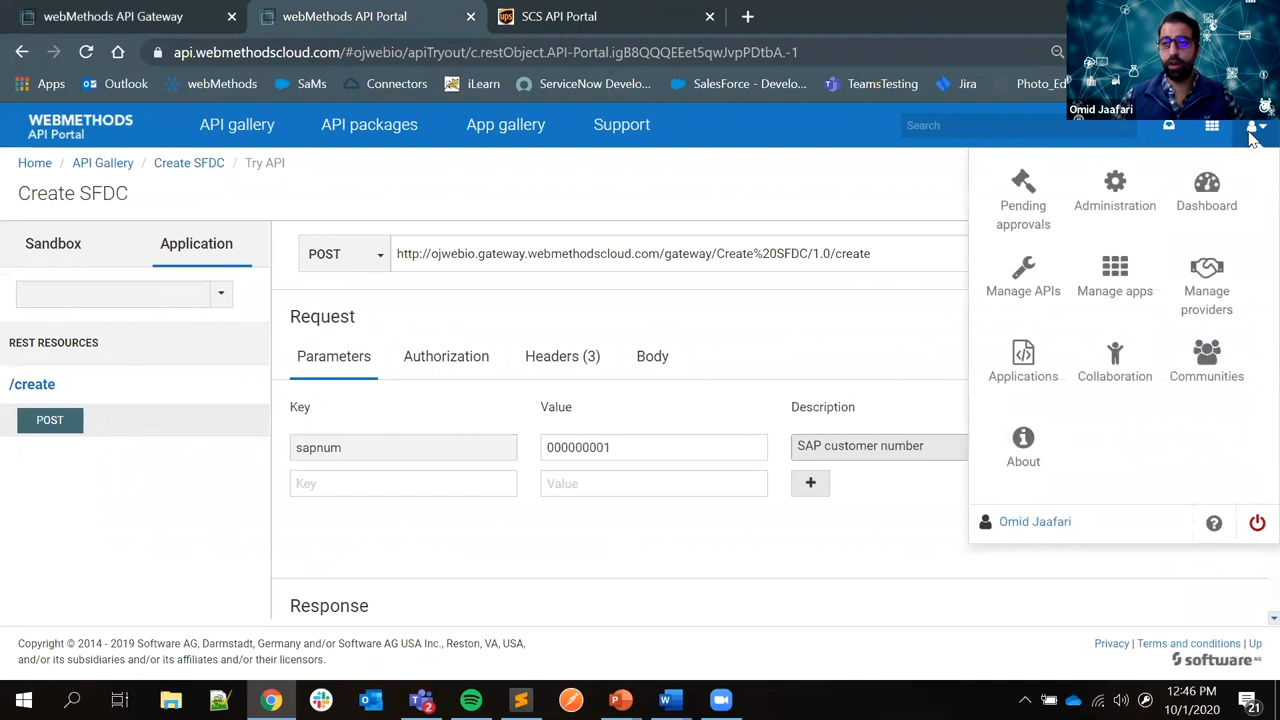 webMethods API Gateway
webMethods API Portal
SCS API Portal
api.webmethodscloud.com/#ojwebio/apiTryout/c.restObject.API-Portal.igB8QQQEEet5qwJvpPDtbA.-1
Apps
Outlook
webMethods
SaMs
Connectors
iLearn
ServiceNow Develo...
SalesForce - Develo...
TeamsTesting
Jira
Photo_Ed
Omid Jaafari
WEBMETHODS
API Portal
API gallery
API packages
App gallery
Support
Search
Home / API Gallery / Create SFDC / Try API
Create SFDC
Sandbox
Application
REST RESOURCES
/create
POST
POST
http://ojwebio.gateway.webmethodscloud.com/gateway/Create%20SFDC/1.0/create
Request
Parameters
Authorization
Headers (3)
Body
Key
Value
Description
sapnum
000000001
SAP customer number
Key
Value
+
Response
Pending
approvals
Administration
Dashboard
Manage APIs
Manage apps
Manage
providers
Applications
Collaboration
Communities
About
Omid Jaafari
Copyright © 2014 - 2019 Software AG, Darmstadt, Germany and/or Software AG USA Inc., Reston, VA, USA,
and/or its subsidiaries and/or its affiliates and/or their licensors.
Privacy | Terms and conditions | Up
software AG
12:46 PM
10/1/2020
2
21